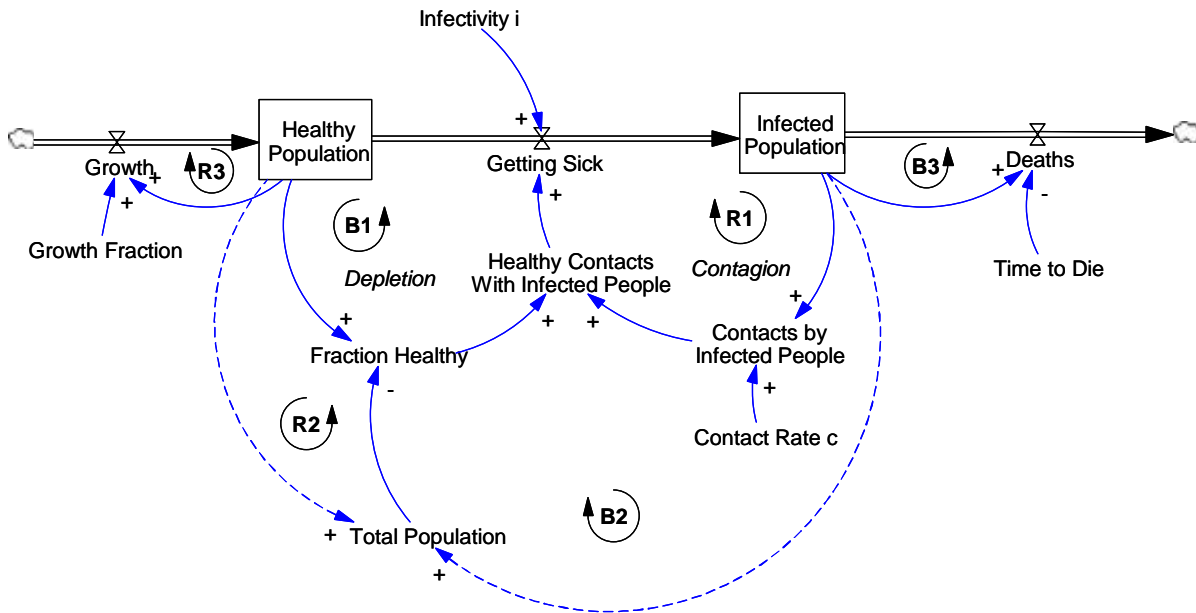 Infectivity i
+
Healthy
Population
Infected
Population
Growth
+
+
R3
Getting Sick
+
B3
Deaths
+
-
Growth Fraction
B1
R1
Depletion
Healthy Contacts
With Infected People
Contagion
Time to Die
+
+
+
+
Fraction Healthy
Contacts by
Infected People
-
+
R2
Contact Rate c
B2
+
Total Population
+